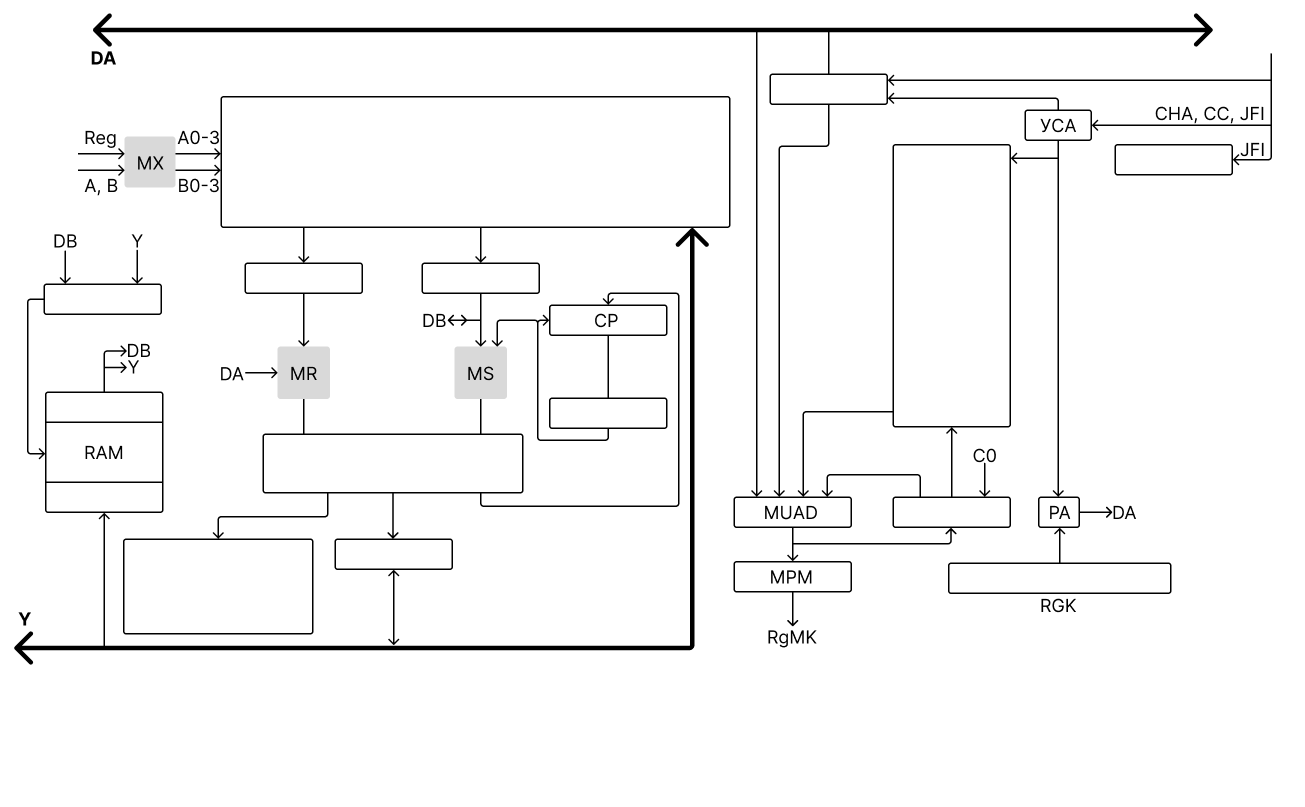 DA
CHA, CC, JFI
УСА
JFI
Reg
A0-3
MX
A, B
B0-3
DB
Y
DB
CP
DB
Y
DA
MR
MS
RAM
C0
MUAD
PA
DA
MPM
RGK
Y
RgMK